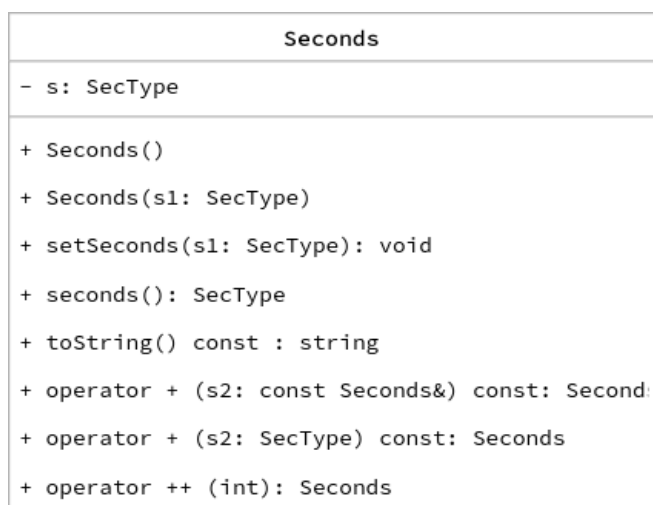 Seconds
- s: SecType
+ Seconds()
+ Seconds(s1: SecType)
+ setSeconds(s1: SecType): void
+ seconds(): SecType
+ toString() const : string
+ operator + (s2: const Seconds&) const: Second
+ operator + (s2: SecType) const: Seconds
+ operator ++ (int): Seconds